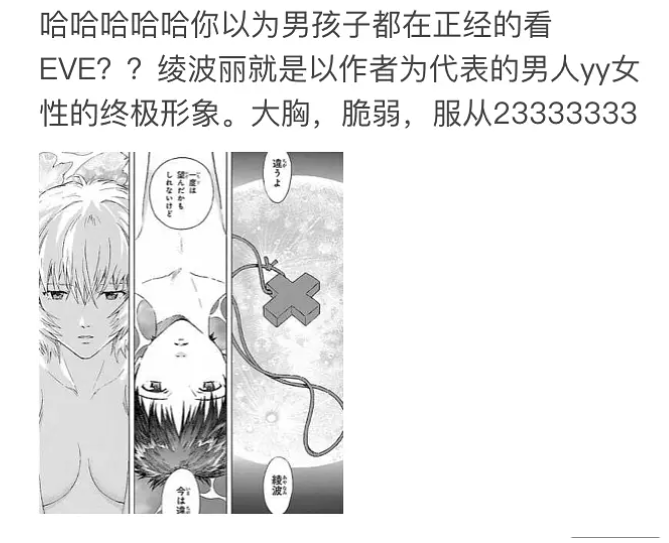 哈哈哈哈哈你以为男孩子都在正经的看
EVE？？绫波丽就是以作者为代表的男人yy女
性的终极形象。大胸，脆弱，服从23333333
違うよ
一度は
望んだかも
しれないけど
綾波
今は違